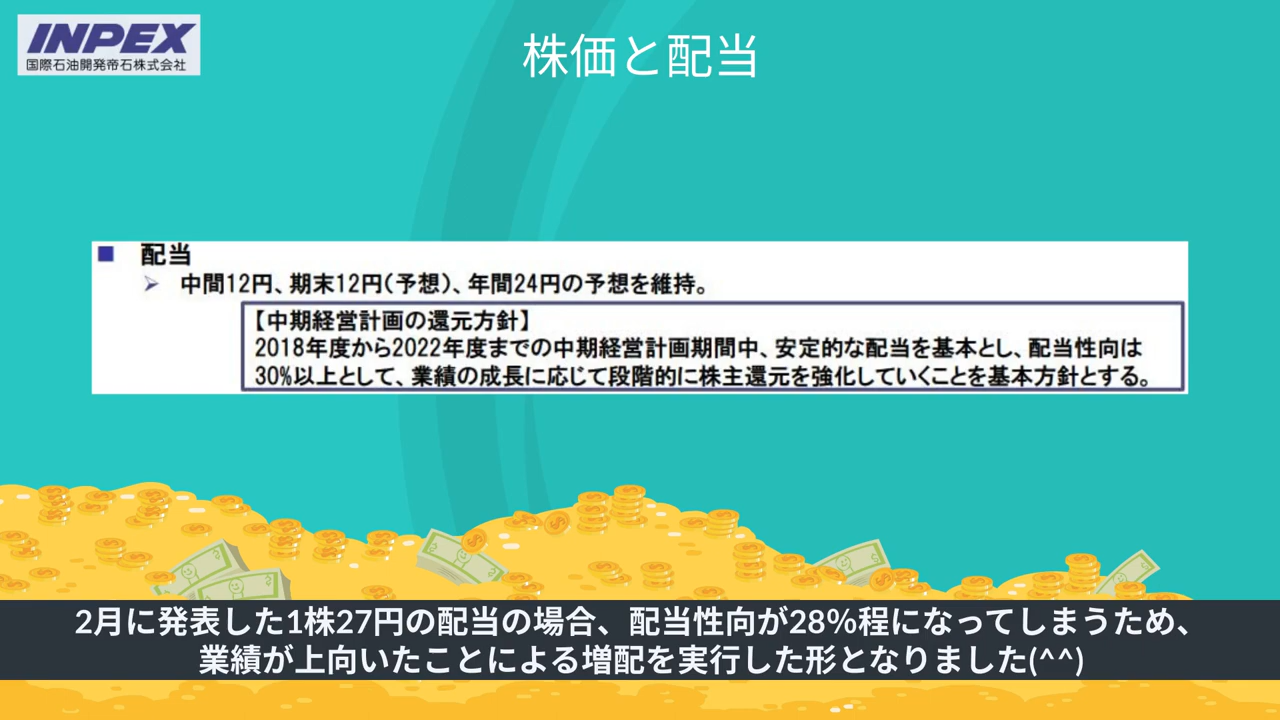 INPEX
国際石油開発帝石株式会社
株価と配当
■ 配当
➢ 中間12円、期末12円(予想)、年間24円の予想を維持。
【中期経営計画の還元方針】
2018年度から2022年度までの中期経営計画期間中、安定的な配当を基本とし、配当性向は
30%以上として、業績の成長に応じて段階的に株主還元を強化していくことを基本方針とする。
2月に発表した1株27円の配当の場合、配当性向が28%程になってしまうため、
業績が上向いたことによる増配を実行した形となりました(^^)